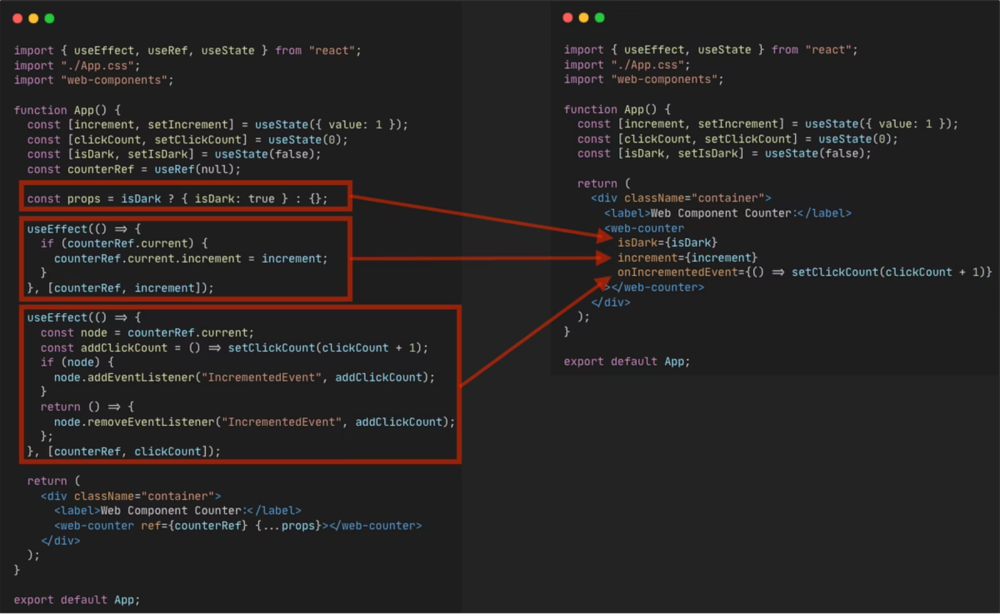 import { useEffect, useRef, useState } from "react";
import "./App.css";
import "web-components";
function App() {
const [increment, setIncrement] = useState({ value: 1 });
const [clickCount, setClickCount] = useState(0);
const [isDark, setIsDark] = useState(false);
const counterRef = useRef(null);
const props = isDark ? { isDark: true } : {};
useEffect(() => {
if (counterRef.current) {
counterRef.current.increment = increment;
}
}, [counterRef, increment]);
useEffect(() => {
const node = counterRef.current;
const addClickCount = () => setClickCount(clickCount + 1);
if (node) {
node.addEventListener("IncrementedEvent", addClickCount);
}
return () => {
node.removeEventListener("IncrementedEvent", addClickCount);
};
}, [counterRef, clickCount]);
return (
<div className="container">
<label>Web Component Counter:</label>
<web-counter ref={counterRef} {...props}></web-counter>
</div>
);
}
export default App;
import { useEffect, useState } from "react";
import "./App.css";
import "web-components";
function App() {
const [increment, setIncrement] = useState({ value: 1 });
const [clickCount, setClickCount] = useState(0);
const [isDark, setIsDark] = useState(false);
return (
<div className="container">
<label>Web Component Counter:</label>
<web-counter
isDark={isDark}
increment={increment}
onIncrementedEvent={() => setClickCount(clickCount + 1)}
></web-counter>
</div>
);
}
export default App;